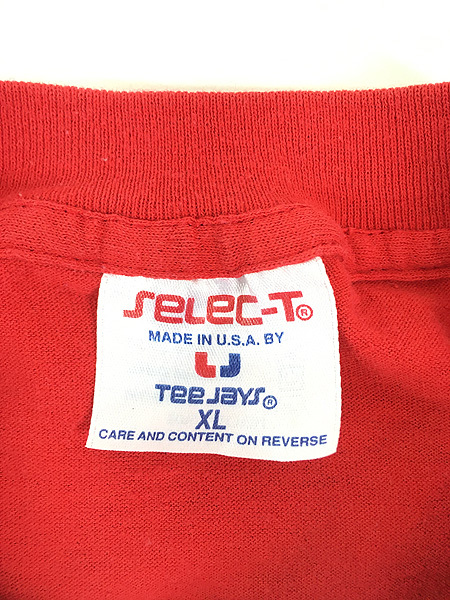 SELEC-T®
MADE IN U.S.A. BY
TEE JAYS®
XL
CARE AND CONTENT ON REVERSE